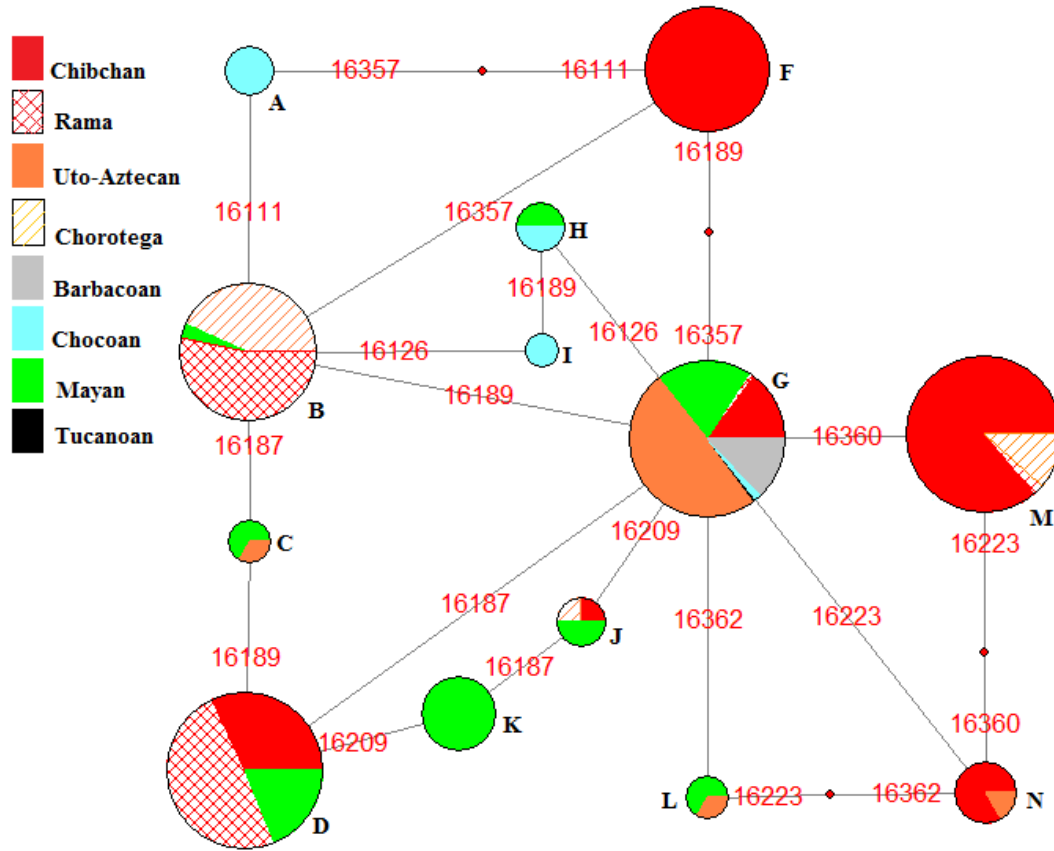 Chibchan
Rama
Uto-Aztecan
Chorotega
Barbacoan
Chocoan
Mayan
Tucanoan
A
16357
16111
F
16111
16189
16357
H
16189
16126
I
16126
16357
G
B
16189
16187
16360
M
16209
16223
C
16187
16362
16223
J
16189
16187
K
16209
16360
D
L
16223
16362
N